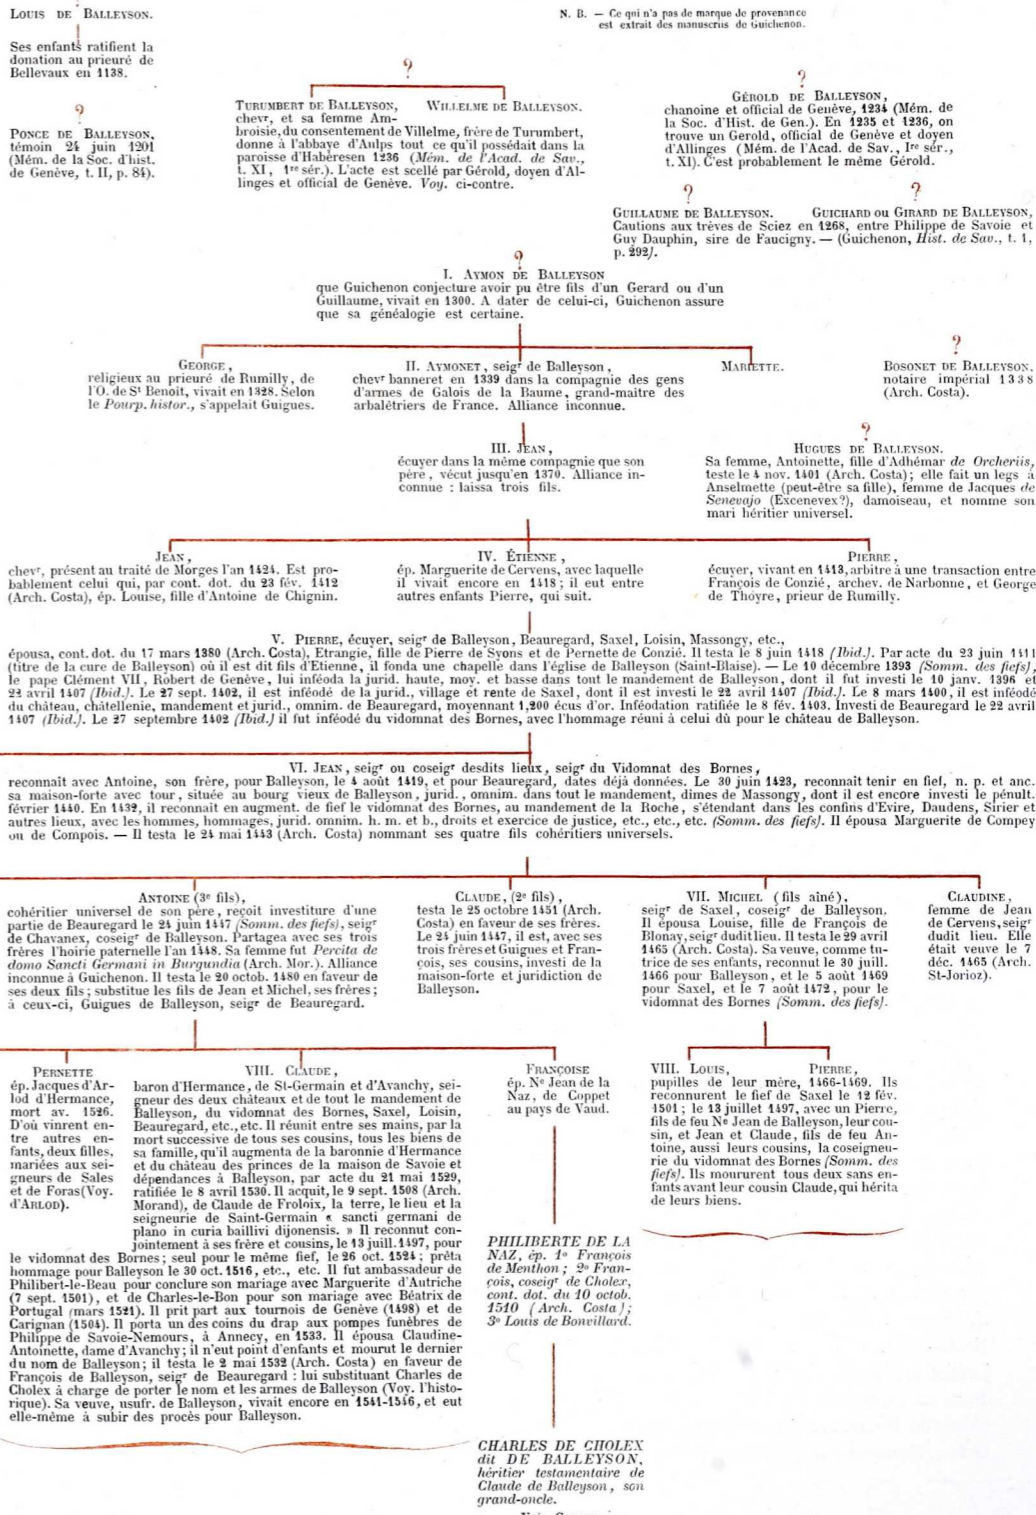 LOUIS DE BALLEYSON.
Ses enfants ratifient la
donation au prieuré de
Bellevaux en 1138.
N. B. — Ce qui n'a pas de marque de provenance
est extrait des manuscrits de Guichenon.
?
PONCE DE BALLEYSON,
témoin 24 juin 1201
(Mém. de la Soc. d'hist.
de Genève, t. II, p. 84).
?
TURUMBERT DE BALLEYSON, WILLELME DE BALLEYSON.
chevr, et sa femme Am-
broisie, du consentement de Villelme, frère de Turumbert,
donne à l'abbaye d'Aulps tout ce qu'il possédait dans la
paroisse d'Habèresen 1236 (Mém. de l'Acad. de Sav.,
t. XI, 1re sér.). L'acte est scellé par Gérold, doyen d'Al-
linges et official de Genève. Voy. ci-contre.
?
GÉROLD DE BALLEYSON,
chanoine et official de Genève, 1234 (Mém. de
la Soc. d'Hist. de Gen.). En 1235 et 1236, on
trouve un Gerold, official de Genève et doyen
d'Allinges (Mém. de l'Acad. de Sav., Ire sér.,
t. XI). C'est probablement le même Gérold.
? ?
GUILLAUME DE BALLEYSON. GUICHARD OU GIRARD DE BALLEYSON,
Cautions aux trèves de Sciez en 1268, entre Philippe de Savoie et
Guy Dauphin, sire de Faucigny. — (Guichenon, Hist. de Sav., t. 1,
p. 292).
?
I. AYMON DE BALLEYSON
que Guichenon conjecture avoir pu être fils d'un Gerard ou d'un
Guillaume, vivait en 1300. A dater de celui-ci, Guichenon assure
que sa généalogie est certaine.
GEORGE,
religieux au prieuré de Rumilly, de
l'O. de St Benoit, vivait en 1328. Selon
le Pourp. histor., s'appelait Guigues.
II. AYMONET, seigr de Balleyson,
chevr banneret en 1339 dans la compagnie des gens
d'armes de Galois de la Baume, grand-maitre des
arbalétriers de France. Alliance inconnue.
MARIETTE.
?
BOSONET DE BALLEYSON,
notaire impérial 1338
(Arch. Costa).
III. JEAN,
écuyer dans la même compagnie que son
père, vécut jusqu'en 1370. Alliance in-
connue : laissa trois fils.
?
HUGUES DE BALLEYSON.
Sa femme, Antoinette, fille d'Adhémar de Orcheriis,
teste le 4 nov. 1401 (Arch. Costa); elle fait un legs à
Anselmette (peut-être sa fille), femme de Jacques de
Senevajo (Excenevex?), damoiseau, et nomme son
mari héritier universel.
JEAN,
chevr, présent au traité de Morges l'an 1424. Est pro-
bablement celui qui, par cont. dot. du 23 fév. 1412
(Arch. Costa), ép. Louise, fille d'Antoine de Chignin.
IV. ÉTIENNE,
ép. Marguerite de Cervens, avec laquelle
il vivait encore en 1418; il eut entre
autres enfants Pierre, qui suit.
PIERRE,
écuyer, vivant en 1413, arbitre à une transaction entre
François de Conzié, archev. de Narbonne, et George
de Thoyre, prieur de Rumilly.
V. PIERRE, écuyer, seigr de Balleyson, Beauregard, Saxel, Loisin, Massongy, etc.,
épousa, cont. dot. du 17 mars 1380 (Arch. Costa), Etrangie, fille de Pierre de Syons et de Pernette de Conzié. Il testa le 8 juin 1418 (Ibid.). Par acte du 23 juin 1411
(titre de la cure de Balleyson) où il est dit fils d'Etienne, il fonda une chapelle dans l'église de Balleyson (Saint-Blaise). — Le 10 décembre 1393 (Somm. des fiefs),
le pape Clément VII, Robert de Genève, lui inféoda la jurid. haute, moy. et basse dans tout le mandement de Balleyson, dont il fut investi le 10 janv. 1396 et
22 avril 1407 (Ibid.). Le 27 sept. 1402, il est inféodé de la jurid., village et rente de Saxel, dont il est investi le 22 avril 1407 (Ibid.). Le 8 mars 1400, il est inféodé
du château, châtellenie, mandement et jurid., omnim. de Beauregard, moyennant 1,200 écus d'or. Inféodation ratifiée le 8 fév. 1403. Investi de Beauregard le 22 avril
1407 (Ibid.). Le 27 septembre 1402 (Ibid.) il fut inféodé du vidomnat des Bornes, avec l'hommage réuni à celui dû pour le château de Balleyson.
VI. JEAN, seigr ou coseigr desdits lieux, seigr du Vidomnat des Bornes,
reconnaît avec Antoine, son frère, pour Balleyson, le 4 août 1419, et pour Beauregard, dates déjà données. Le 30 juin 1423, reconnaît tenir en fief, n. p. et anc.
sa maison-forte avec tour, située au bourg vieux de Balleyson, jurid., omnim. dans tout le mandement, dimes de Massongy, dont il est encore investi le pénult.
février 1440. En 1432, il reconnaît en augment. de fief le vidomnat des Bornes, au mandement de la Roche, s'étendant dans les confins d'Evire, Daudens, Sirier et
autres lieux, avec les hommes, hommages, jurid. omnim. h. m. et b., droits et exercice de justice, etc., etc., etc. (Somm. des fiefs). Il épousa Marguerite de Compey
ou de Compois. — Il testa le 24 mai 1443 (Arch. Costa) nommant ses quatre fils cohéritiers universels.
ANTOINE (3e fils),
cohéritier universel de son père, reçoit investiture d'une
partie de Beauregard le 24 juin 1447 (Somm. des fiefs), seigr
de Chavanex, coseigr de Balleyson. Partagea avec ses trois
frères l'hoirie paternelle l'an 1448. Sa femme fut Percita de
domo Sancti Germani in Burgundia (Arch. Mor.). Alliance
inconnue à Guichenon. Il testa le 20 octob. 1480 en faveur de
ses deux fils; substitue les fils de Jean et Michel, ses frères;
à ceux-ci, Guigues de Balleyson, seigr de Beauregard.
CLAUDE, (2e fils),
testa le 25 octobre 1451 (Arch.
Costa) en faveur de ses frères.
Le 24 juin 1447, il est, avec ses
trois frères et Guigues et Fran-
çois, ses cousins, investi de la
maison-forte et juridiction de
Balleyson.
VII. MICHEL (fils aîné),
seigr de Saxel, coseigr de Balleyson.
Il épousa Louise, fille de François de
Blonay, seigr dudit lieu. Il testa le 29 avril
1465 (Arch. Costa). Sa veuve, comme tu-
trice de ses enfants, reconnut le 30 juill.
1466 pour Balleyson, et le 5 août 1469
pour Saxel, et le 7 août 1472, pour le
vidomnat des Bornes (Somm. des fiefs).
CLAUDINE,
femme de Jean
de Cervens, seigr
dudit lieu. Elle
était veuve le 7
déc. 1465 (Arch.
St-Jorioz).
PERNETTE
ép. Jacques d'Ar-
lod d'Hermance,
mort av. 1526.
D'où vinrent en-
tre autres en-
fants, deux filles,
mariées aux sei-
gneurs de Sales
et de Foras (Voy.
d'ARLOD).
VIII. CLAUDE,
baron d'Hermance, de St-Germain et d'Avanchy, sei-
gneur des deux châteaux et de tout le mandement de
Balleyson, du vidomnat des Bornes, Saxel, Loisin,
Beauregard, etc., etc. Il réunit entre ses mains, par la
mort successive de tous ses cousins, tous les biens de
sa famille, qu'il augmenta de la baronnie d'Hermance
et du château des princes de la maison de Savoie et
dépendances à Balleyson, par acte du 21 mai 1529,
ratifiée le 8 avril 1530. Il acquit, le 9 sept. 1508 (Arch.
Morand), de Claude de Froloix, la terre, le lieu et la
seigneurie de Saint-Germain « sancti germani de
plano in curia baillivi dijonensis. » Il reconnut con-
jointement à ses frère et cousins, le 13 juill. 1497, pour
le vidomnat des Bornes; seul pour le même fief, le 26 oct. 1524; prêta
hommage pour Balleyson le 30 oct. 1516, etc., etc. Il fut ambassadeur de
Philibert-le-Beau pour conclure son mariage avec Marguerite d'Autriche
(7 sept. 1501), et de Charles-le-Bon pour son mariage avec Béatrix de
Portugal (mars 1521). Il prit part aux tournois de Genève (1498) et de
Carignan (1504). Il porta un des coins du drap aux pompes funèbres de
Philippe de Savoie-Nemours, à Annecy, en 1533. Il épousa Claudine-
Antoinette, dame d'Avanchy; il n'eut point d'enfants et mourut le dernier
du nom de Balleyson; il testa le 2 mai 1532 (Arch. Costa) en faveur de
François de Balleyson, seigr de Beauregard : lui substituant Charles de
Cholex à charge de porter le nom et les armes de Balleyson (Voy. l'histo-
rique). Sa veuve, usufr. de Balleyson, vivait encore en 1541-1546, et eut
elle-même à subir des procès pour Balleyson.
FRANÇOISE
ép. Ne Jean de la
Naz, de Coppet
au pays de Vaud.
VIII. LOUIS, PIERRE,
pupilles de leur mère, 1466-1469. Ils
reconnurent le fief de Saxel le 12 fév.
1501; le 13 juillet 1497, avec un Pierre,
fils de feu Ne Jean de Balleyson, leur cou-
sin, et Jean et Claude, fils de feu An-
toine, aussi leurs cousins, la coseigneu-
rie du vidomnat des Bornes (Somm. des
fiefs). Ils moururent tous deux sans en-
fants avant leur cousin Claude, qui hérita
de leurs biens.
PHILIBERTE DE LA
NAZ, ép. 1o François
de Menthon; 2o Fran-
çois, coseigr de Cholex,
cont. dot. du 10 octob.
1510 (Arch. Costa);
3o Louis de Bonvillard.
CHARLES DE CHOLEX
dit DE BALLEYSON,
héritier testamentaire de
Claude de Balleyson, son
grand-oncle.